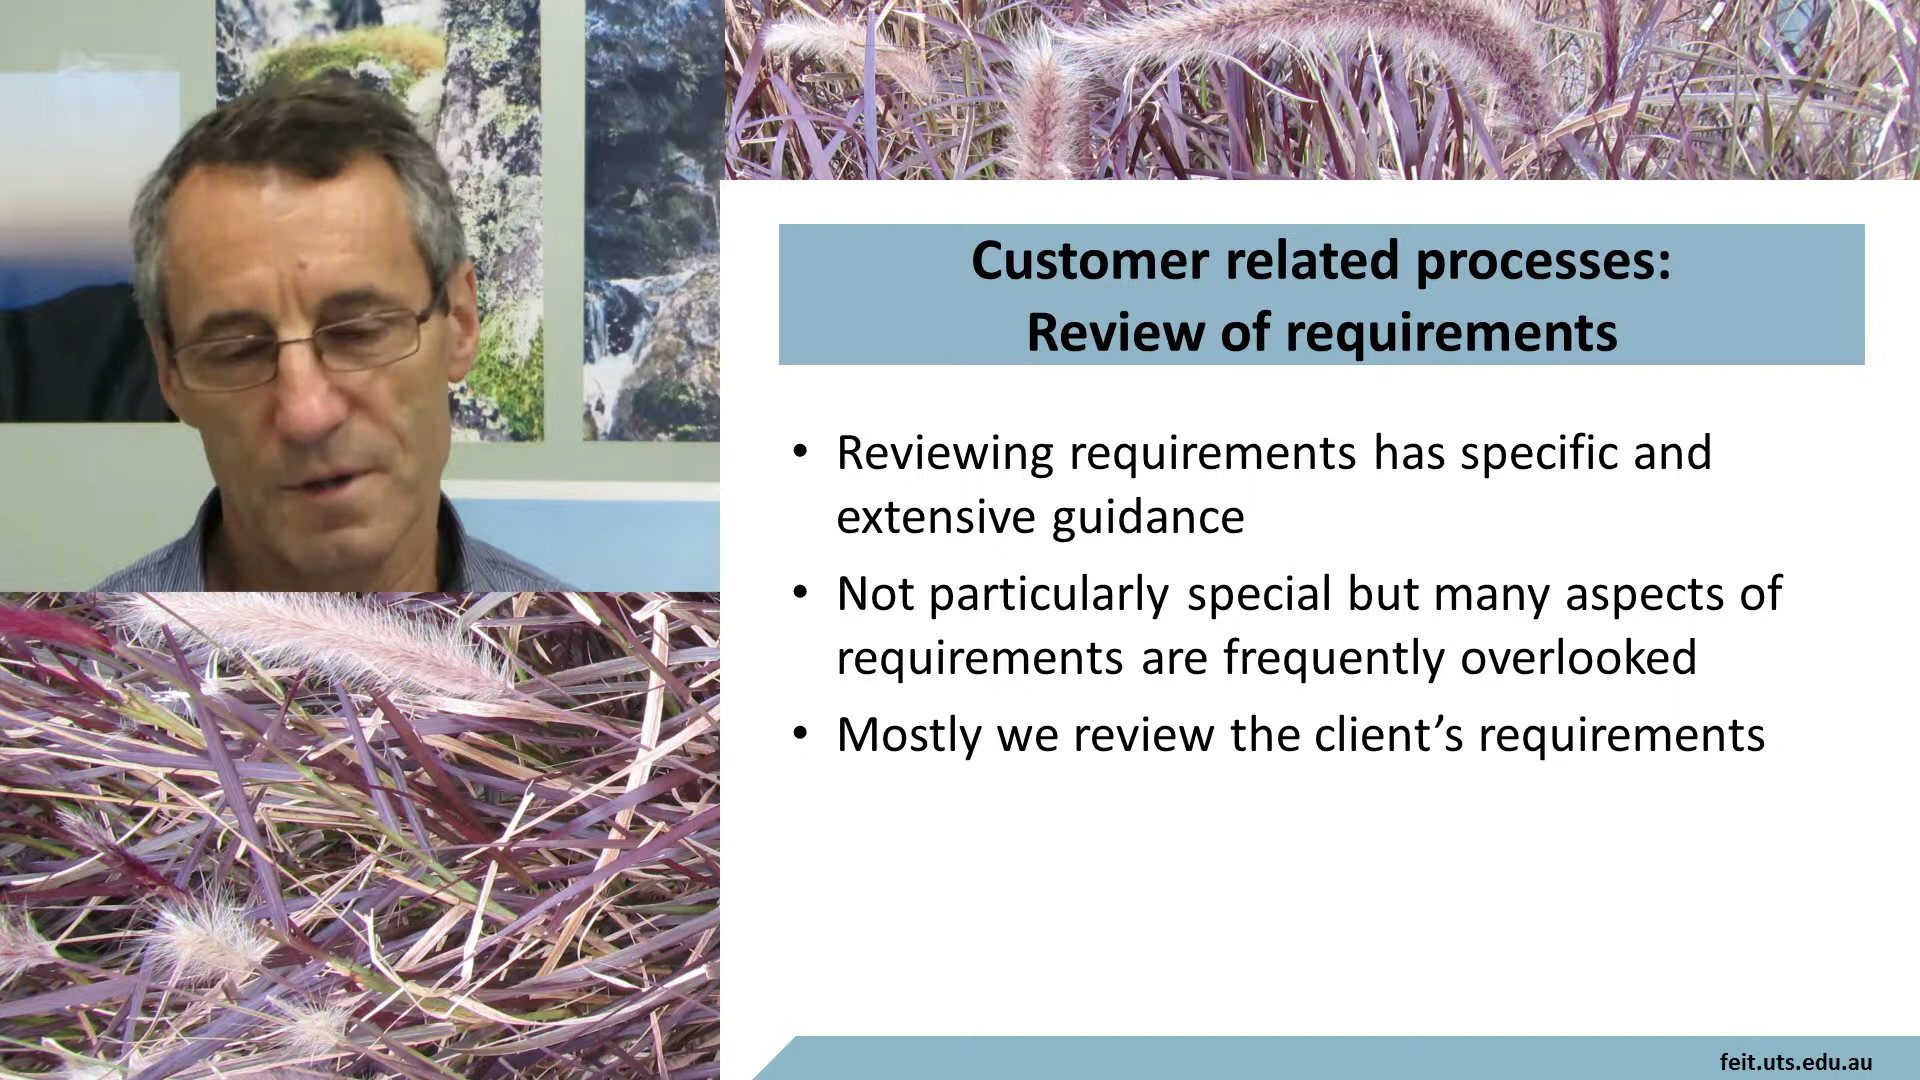 Customer related processes:
Review of requirements
• Reviewing requirements has specific and
extensive guidance
• Not particularly special but many aspects of
requirements are frequently overlooked
• Mostly we review the client’s requirements
feit.uts.edu.au